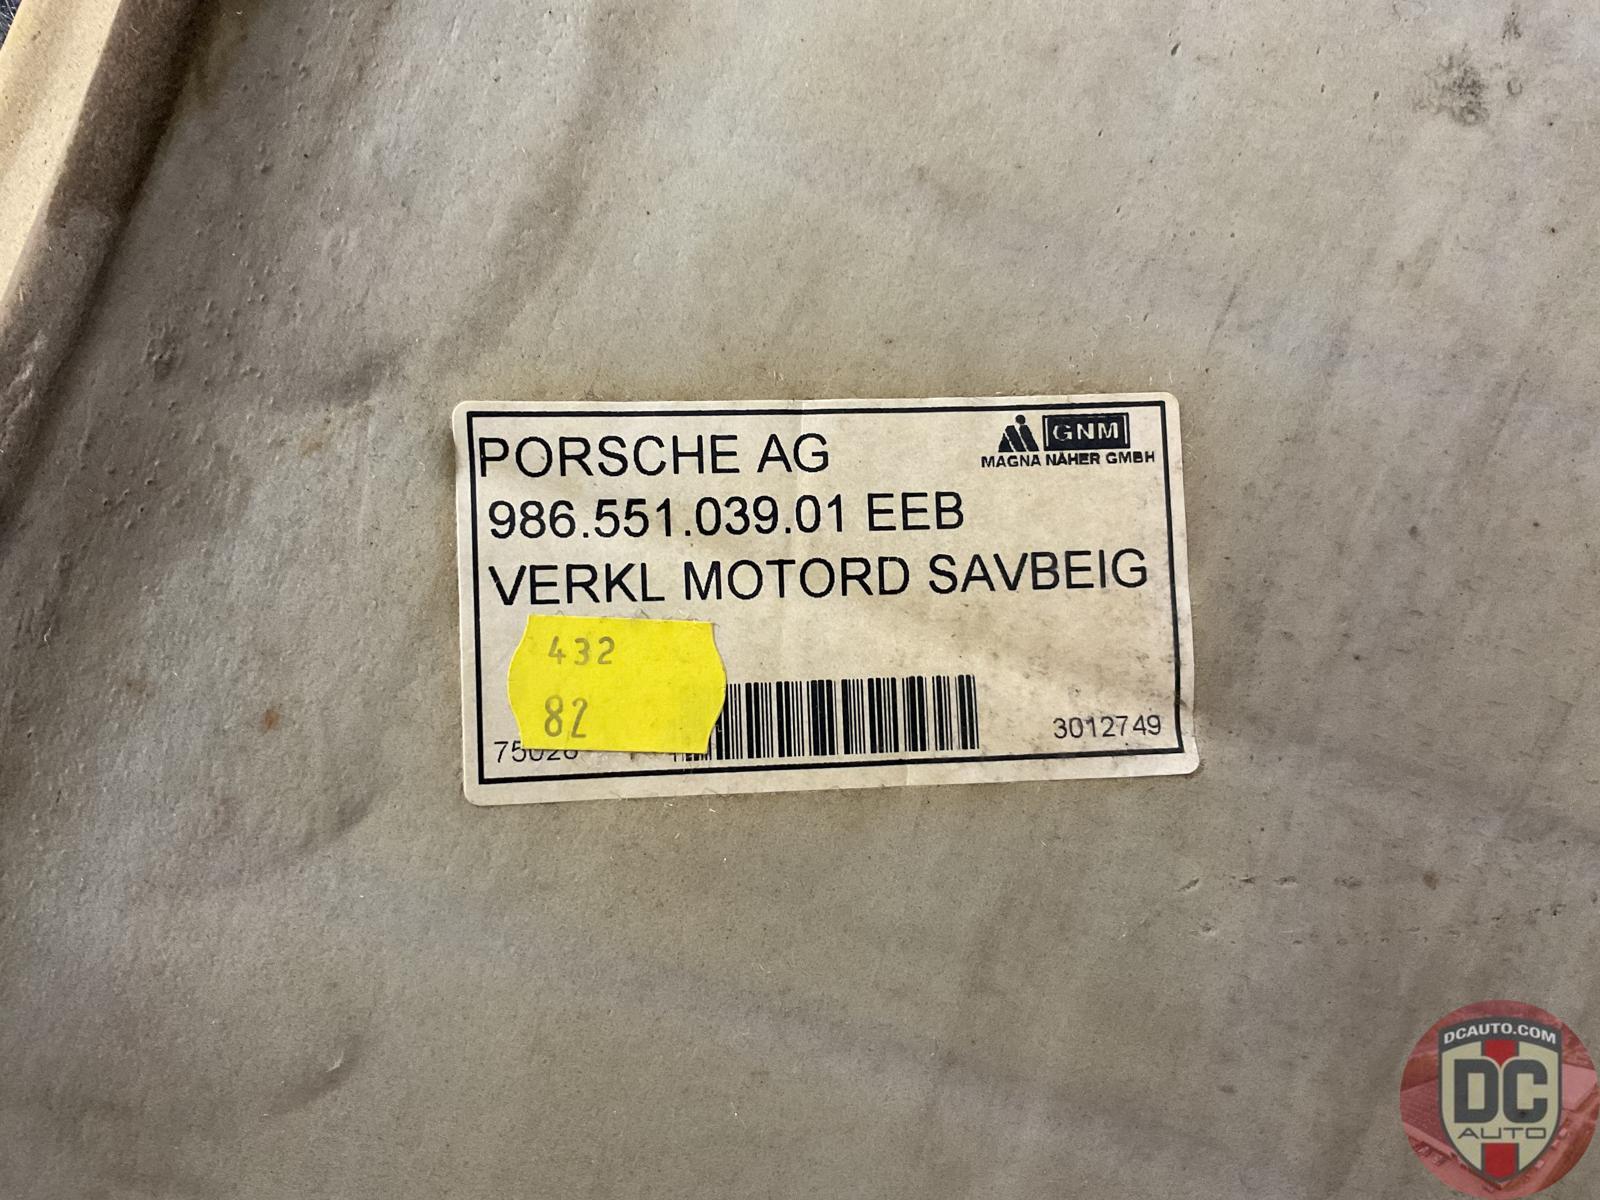 PORSCHE AG
GNM
MAGNA NÄHER GMBH
986.551.039.01 EEB
VERKL MOTORD SAVBEIG
432
82
3012749
DCAUTO.COM
DC
AUTO